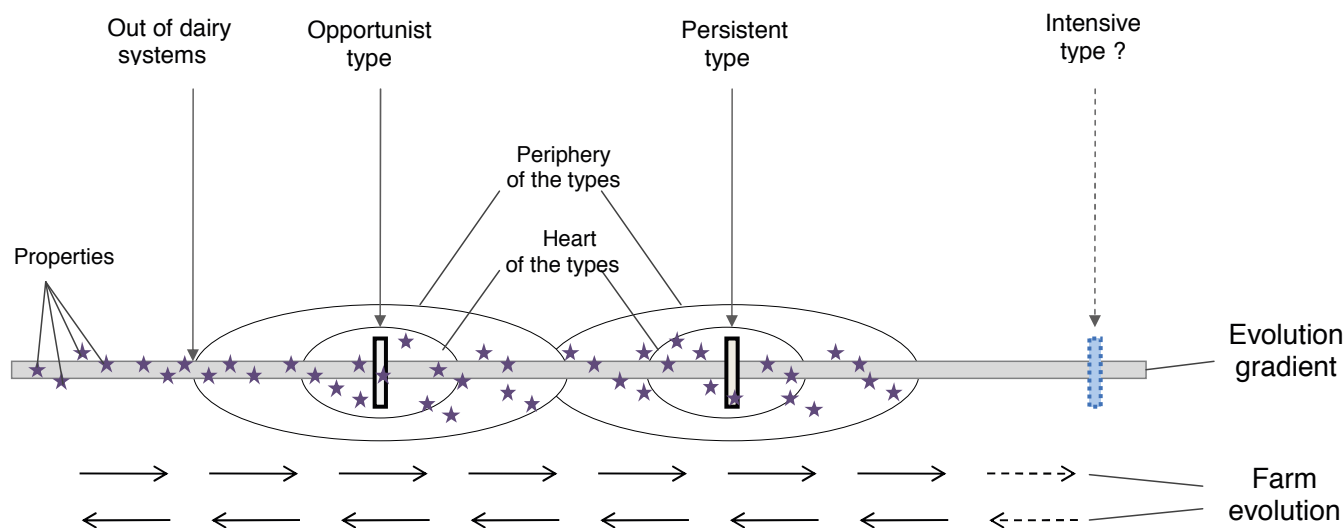 Out of dairy
systems
Opportunist
type
Persistent
type
Intensive
type ?
Periphery
of the types
Heart
of the types
Properties
Evolution
gradient
Farm
evolution